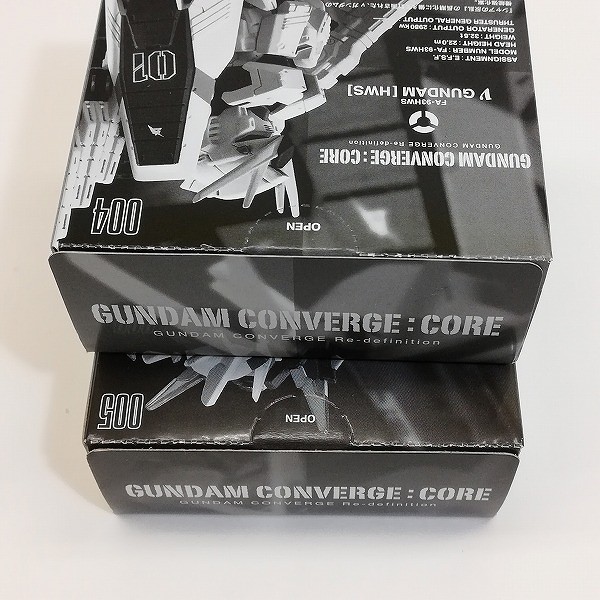 GUNDAM CONVERGE : CORE
GUNDAM CONVERGE Re-definition
FA-93HWS
ν GUNDAM [HWS]
ASSIGNMENT : E.F.S.F.
MODEL NUMBER : FA-93HWS
HEAD HEIGHT : 22.0m
WEIGHT : 32.5t
GENERATOR OUTPUT : 2980kw
THRUSTER GENERAL OUTPUT
01
004
OPEN
GUNDAM CONVERGE : CORE
GUNDAM CONVERGE Re-definition
005
OPEN
GUNDAM CONVERGE : CORE
GUNDAM CONVERGE Re-definition